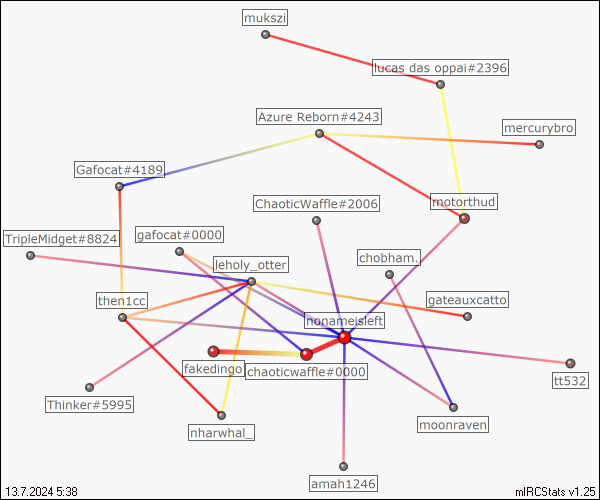 mukszi
lucas das oppai#2396
Azure Reborn#4243
mercurybro
Gafocat#4189
ChaoticWaffle#2006
motorthud
TripleMidget#8824
gafocat#0000
leholy_otter
chobham.
then1cc
nonameisleft
gateauxcatto
fakedingo
chaoticwaffle#0000
tt532
Thinker#5995
nharwhal_
moonraven
amah1246
13.7.2024 5:38
mIRCStats v1.25